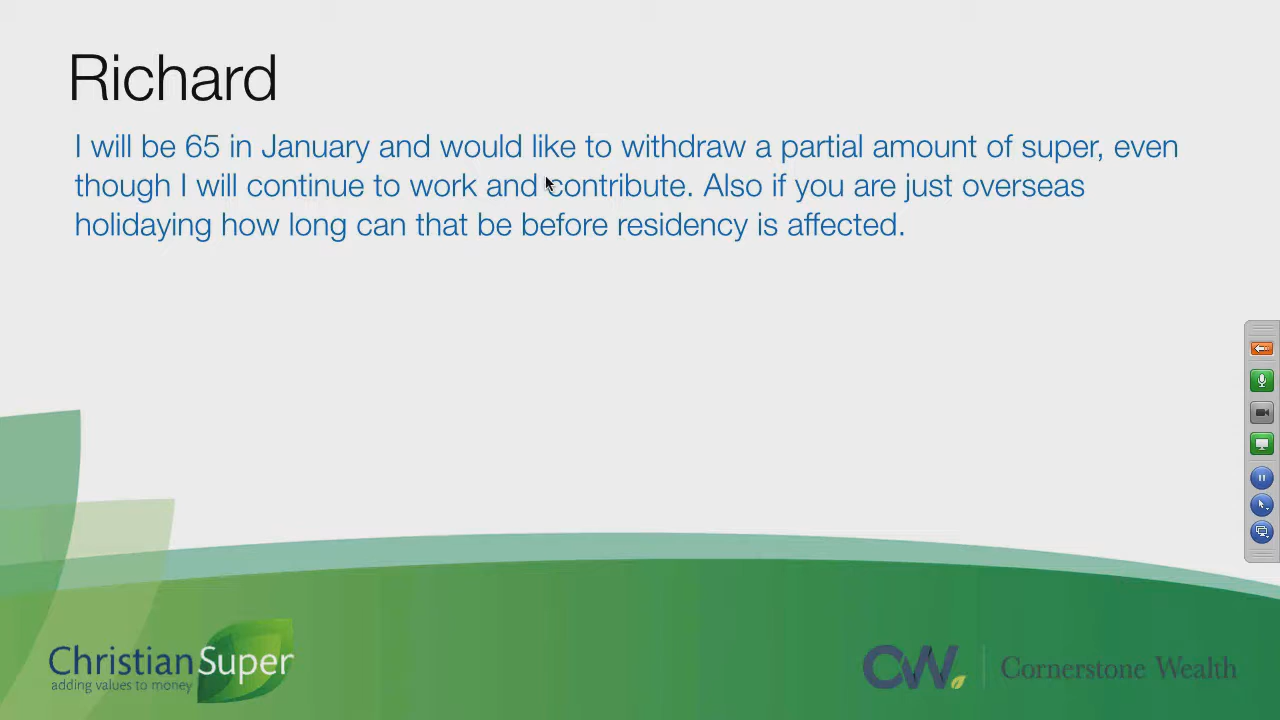 Richard
I will be 65 in January and would like to withdraw a partial amount of super, even
though I will continue to work and contribute. Also if you are just overseas
holidaying how long can that be before residency is affected.
Christian Super
adding values to money
CW. Cornerstone Wealth